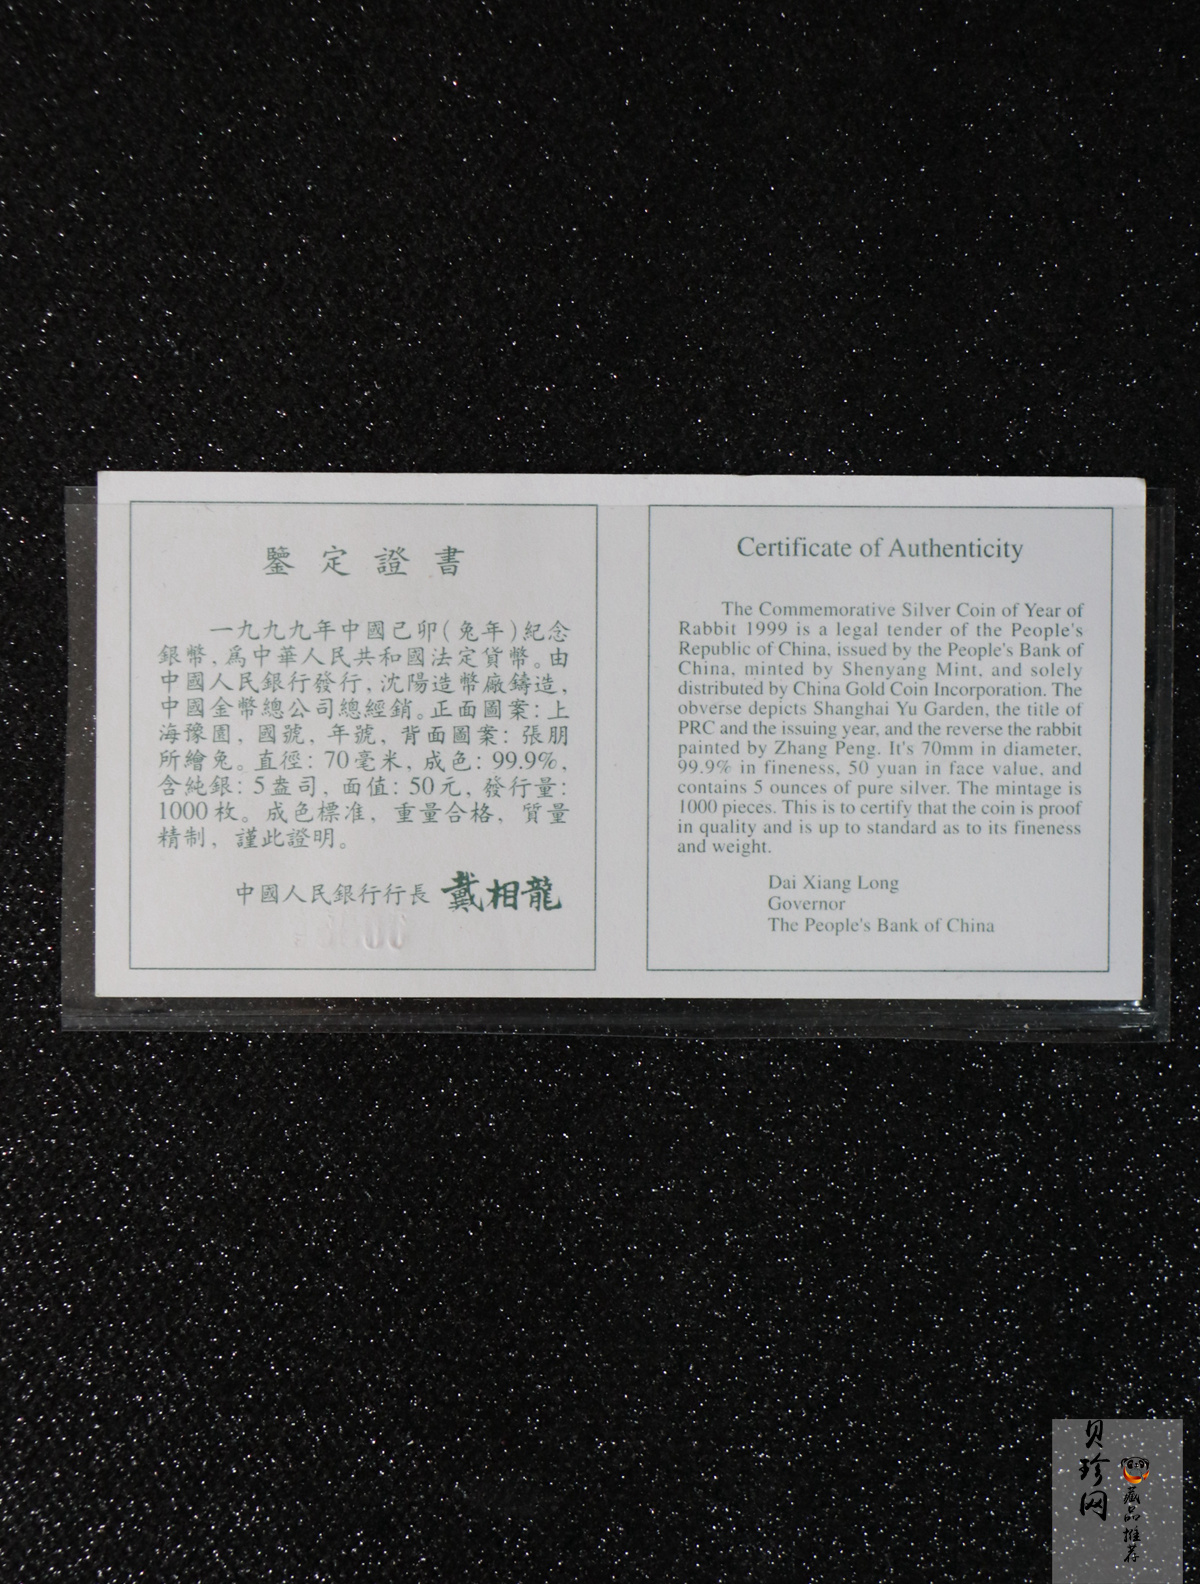 鑒定證書
一九九九年中國己卯(兔年)紀念
銀幣,爲中華人民共和國法定貨幣。由
中國人民銀行發行,沈陽造幣廠鑄造,
中國金幣總公司總經銷。正面圖案:上
海豫園,國號,年號,背面圖案:張朋
所繪兔。直徑:70毫米,成色:99.9%,
含純銀:5盎司,面值:50元,發行量:
1000枚。成色標准,重量合格,質量
精制,謹此證明。
中國人民銀行行長 戴相龍
Certificate of Authenticity
The Commemorative Silver Coin of Year of
Rabbit 1999 is a legal tender of the People's
Republic of China, issued by the People's Bank of
China, minted by Shenyang Mint, and solely
distributed by China Gold Coin Incorporation. The
obverse depicts Shanghai Yu Garden, the title of
PRC and the issuing year, and the reverse the rabbit
painted by Zhang Peng. It's 70mm in diameter,
99.9% in fineness, 50 yuan in face value, and
contains 5 ounces of pure silver. The mintage is
1000 pieces. This is to certify that the coin is proof
in quality and is up to standard as to its fineness
and weight.
Dai Xiang Long
Governor
The People's Bank of China
贝珍网
藏品推荐